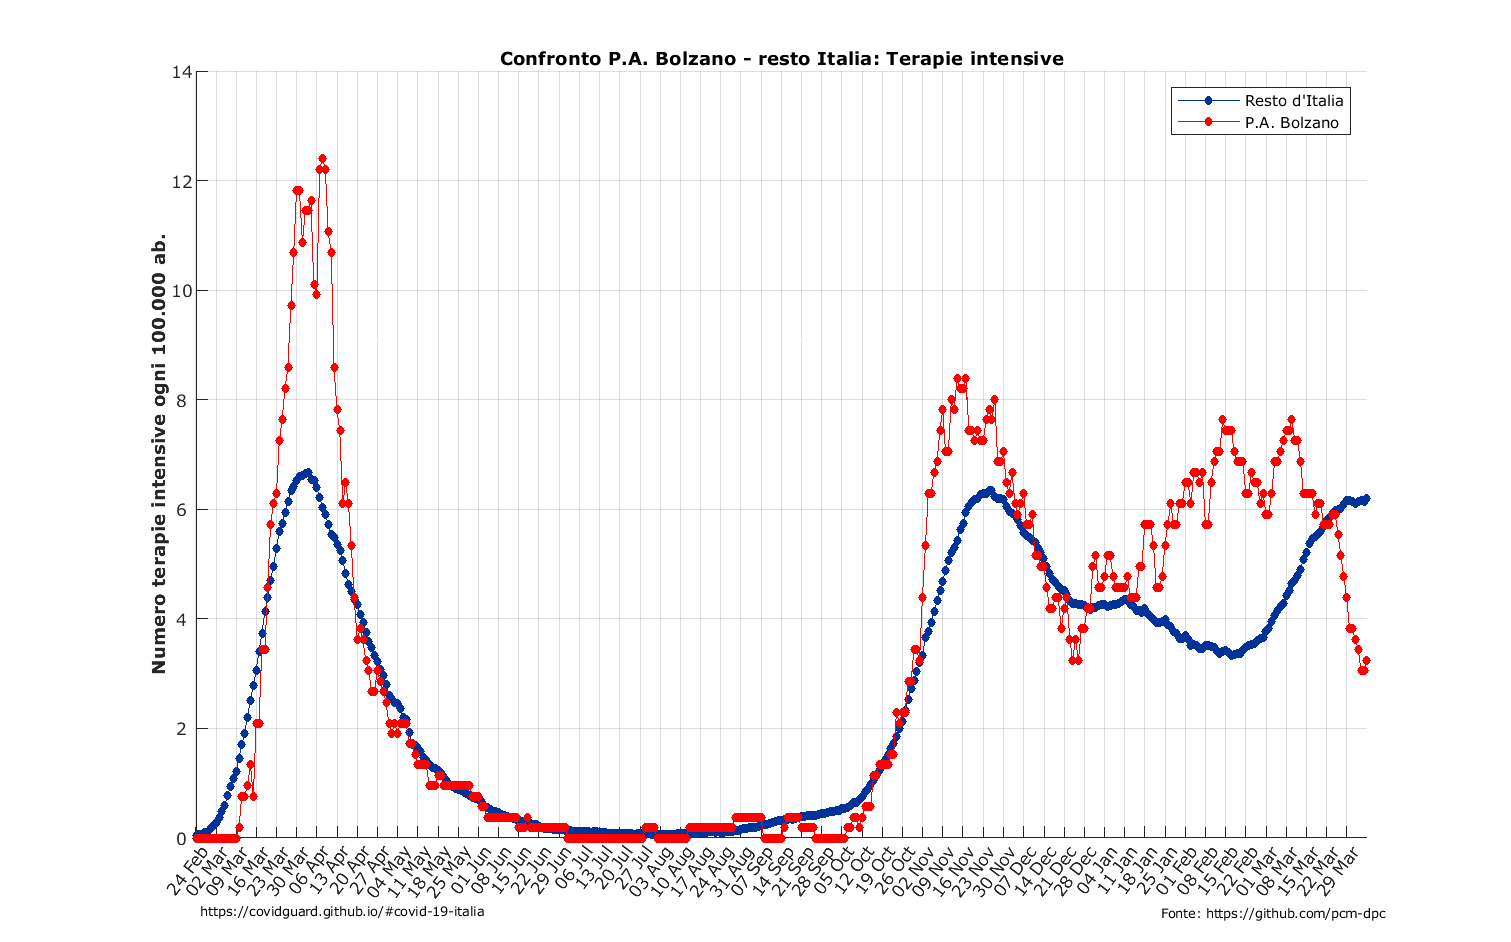 Confronto P.A. Bolzano - resto Italia: Terapie intensive
Resto d'Italia
P.A. Bolzano
Numero terapie intensive ogni 100.000 ab.
14
12
10
8
6
4
2
0
24 Feb
02 Mar
09 Mar
16 Mar
23 Mar
30 Mar
06 Apr
13 Apr
20 Apr
27 Apr
04 May
11 May
18 May
25 May
01 Jun
08 Jun
15 Jun
22 Jun
29 Jun
06 Jul
13 Jul
20 Jul
27 Jul
03 Aug
10 Aug
17 Aug
24 Aug
31 Aug
07 Sep
14 Sep
21 Sep
28 Sep
05 Oct
12 Oct
19 Oct
26 Oct
02 Nov
09 Nov
16 Nov
23 Nov
30 Nov
07 Dec
14 Dec
21 Dec
28 Dec
04 Jan
11 Jan
18 Jan
25 Jan
01 Feb
08 Feb
15 Feb
22 Feb
01 Mar
08 Mar
15 Mar
22 Mar
29 Mar
https://covidguard.github.io/#covid-19-italia
Fonte: https://github.com/pcm-dpc